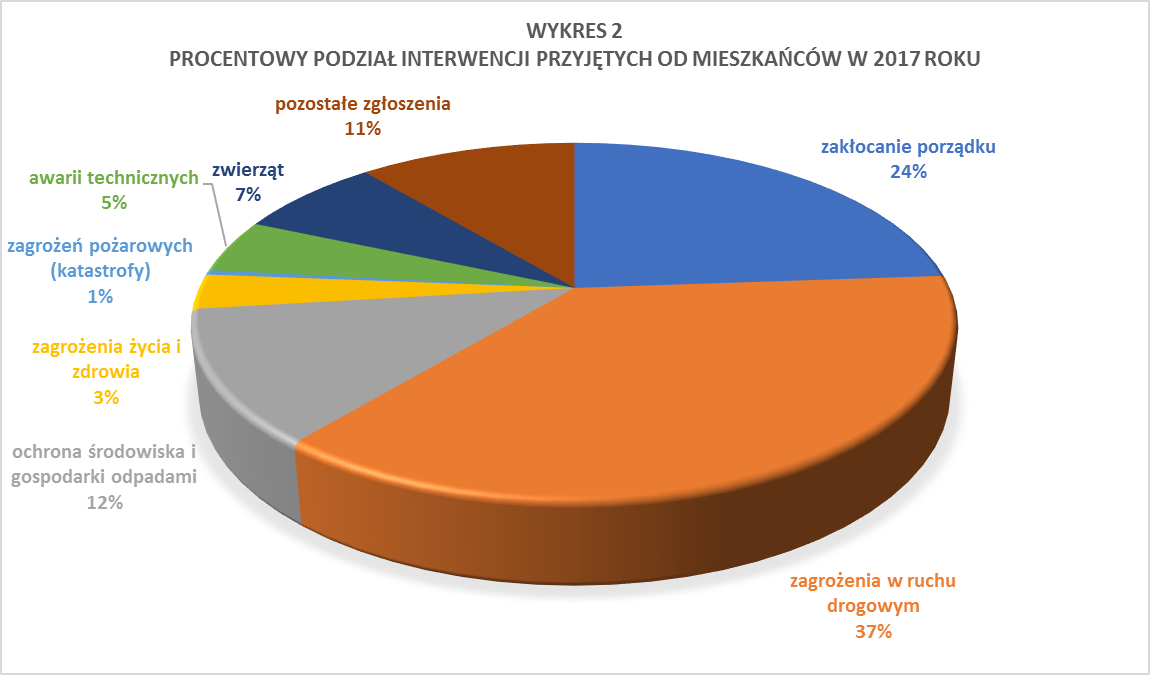 WYKRES 2
PROCENTOWY PODZIAŁ INTERWENCJI PRZYJĘTYCH OD MIESZKAŃCÓW W 2017 ROKU
pozostałe zgłoszenia
11%
zakłocanie porządku
24%
zwierząt
7%
awarii technicznych
5%
zagrożeń pożarowych
(katastrofy)
1%
zagrożenia życia i
zdrowia
3%
ochrona środowiska i
gospodarki odpadami
12%
zagrożenia w ruchu
drogowym
37%